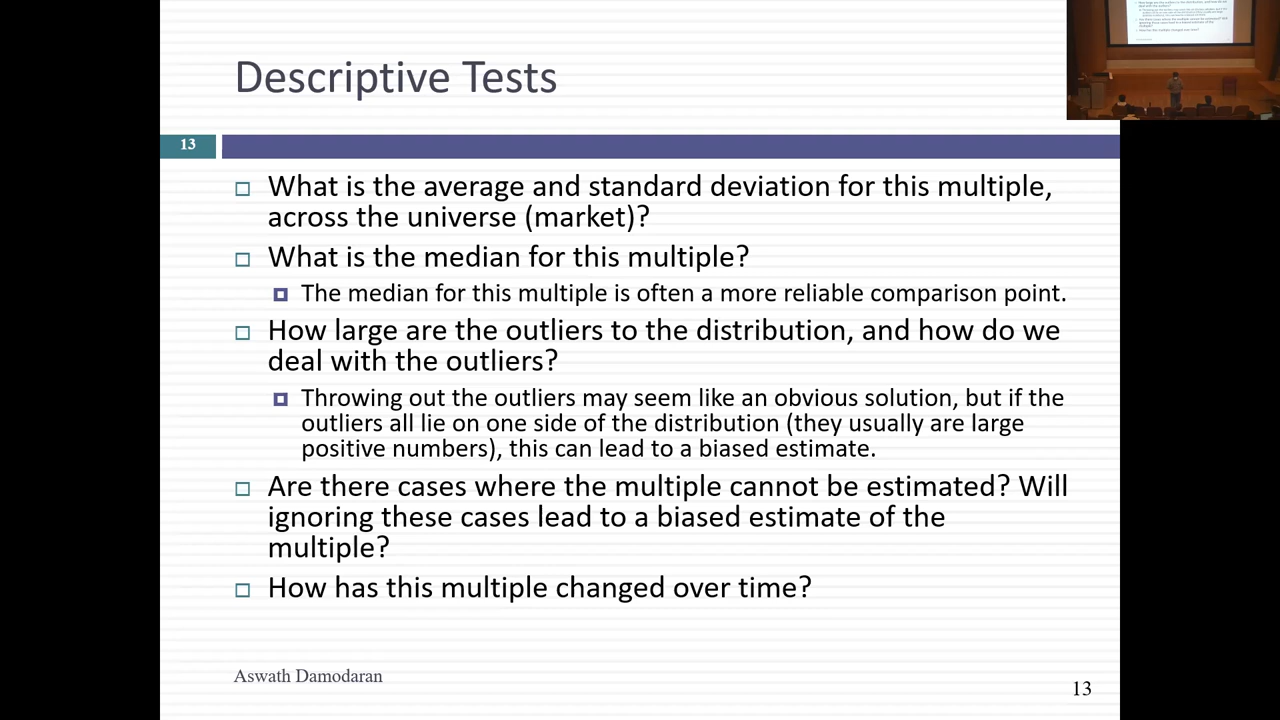 Descriptive Tests
13
What is the average and standard deviation for this multiple,
across the universe (market)?
What is the median for this multiple?
The median for this multiple is often a more reliable comparison point.
How large are the outliers to the distribution, and how do we
deal with the outliers?
Throwing out the outliers may seem like an obvious solution, but if the
outliers all lie on one side of the distribution (they usually are large
positive numbers), this can lead to a biased estimate.
Are there cases where the multiple cannot be estimated? Will
ignoring these cases lead to a biased estimate of the
multiple?
How has this multiple changed over time?
Aswath Damodaran
13